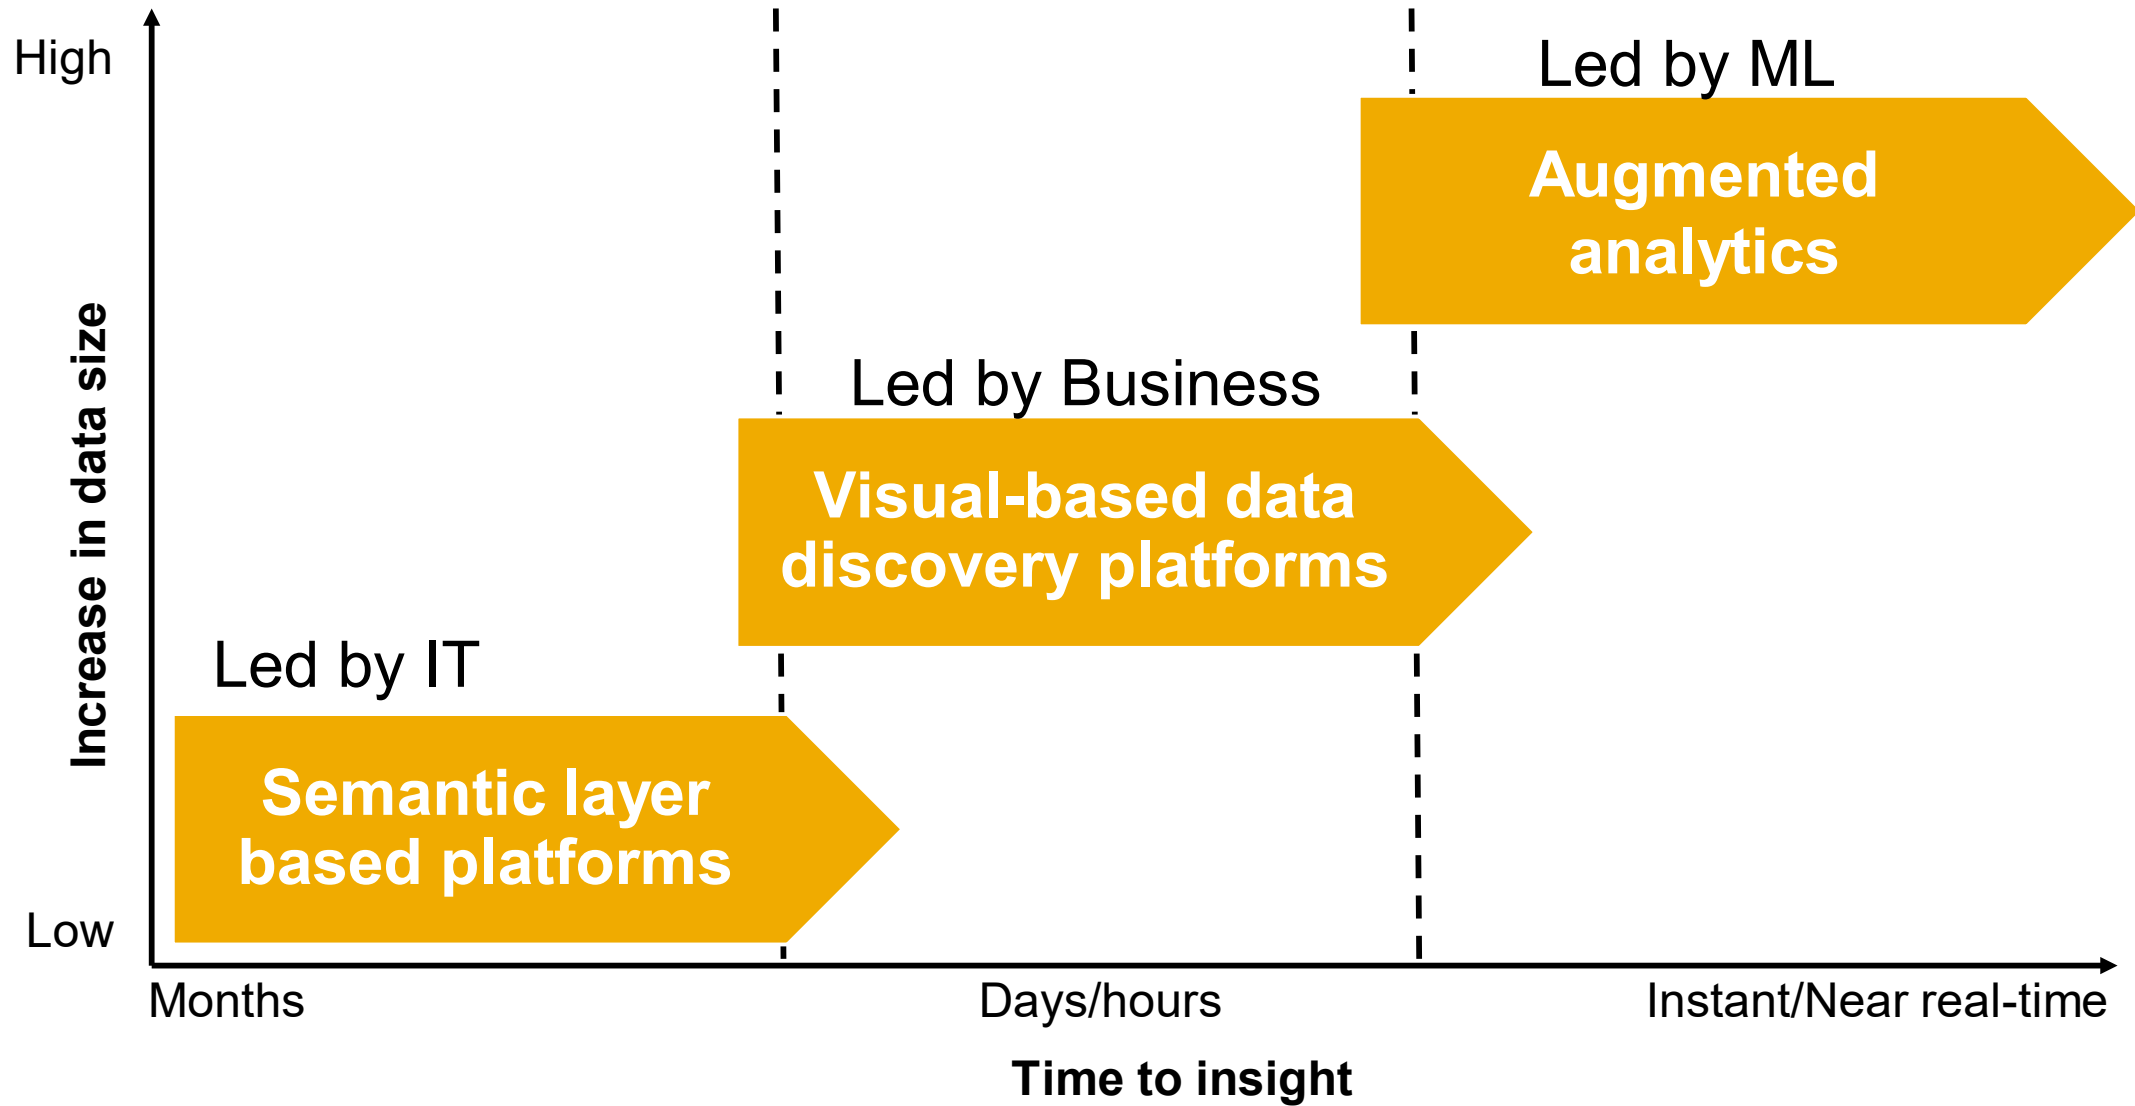 High
Led by ML
Augmented
analytics
Increase in data size
Led by Business
Visual-based data
discovery platforms
Led by IT
Semantic layer
based platforms
Low
Months
Days/hours
Instant/Near real-time
Time to insight